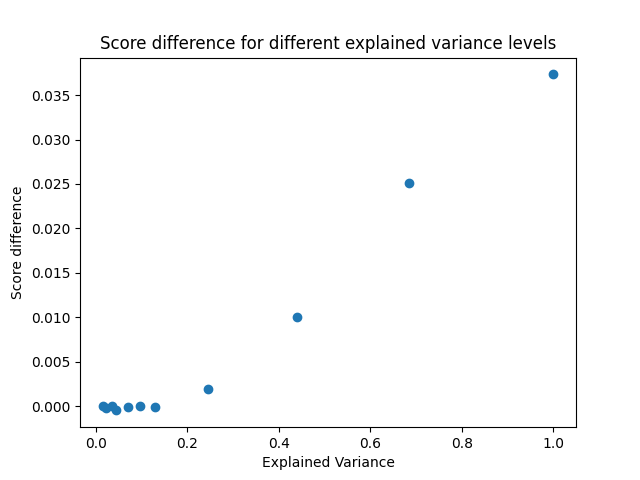 Score difference for different explained variance levels
0.035
0.030
0.025
0.020
0.015
0.010
0.005
0.000
Score difference
0.0 0.2 0.4 0.6 0.8 1.0
Explained Variance